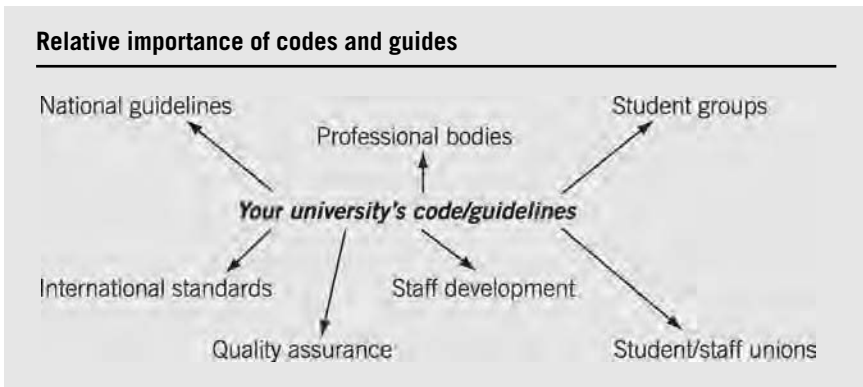 Relative importance of codes and guides
National guidelines
Student groups
Professional bodies
Your university's code/guidelines
International standards
Staff development
Quality assurance
Student/staff unions